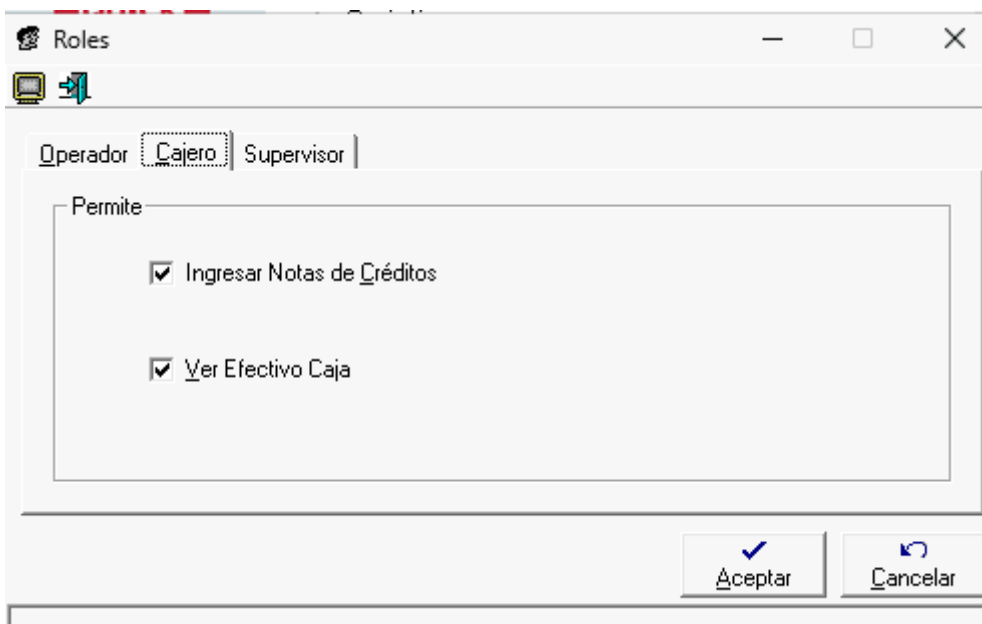 Roles
Operador Cajero Supervisor
Permite
Ingresar Notas de Créditos
Ver Efectivo Caja
Aceptar Cancelar